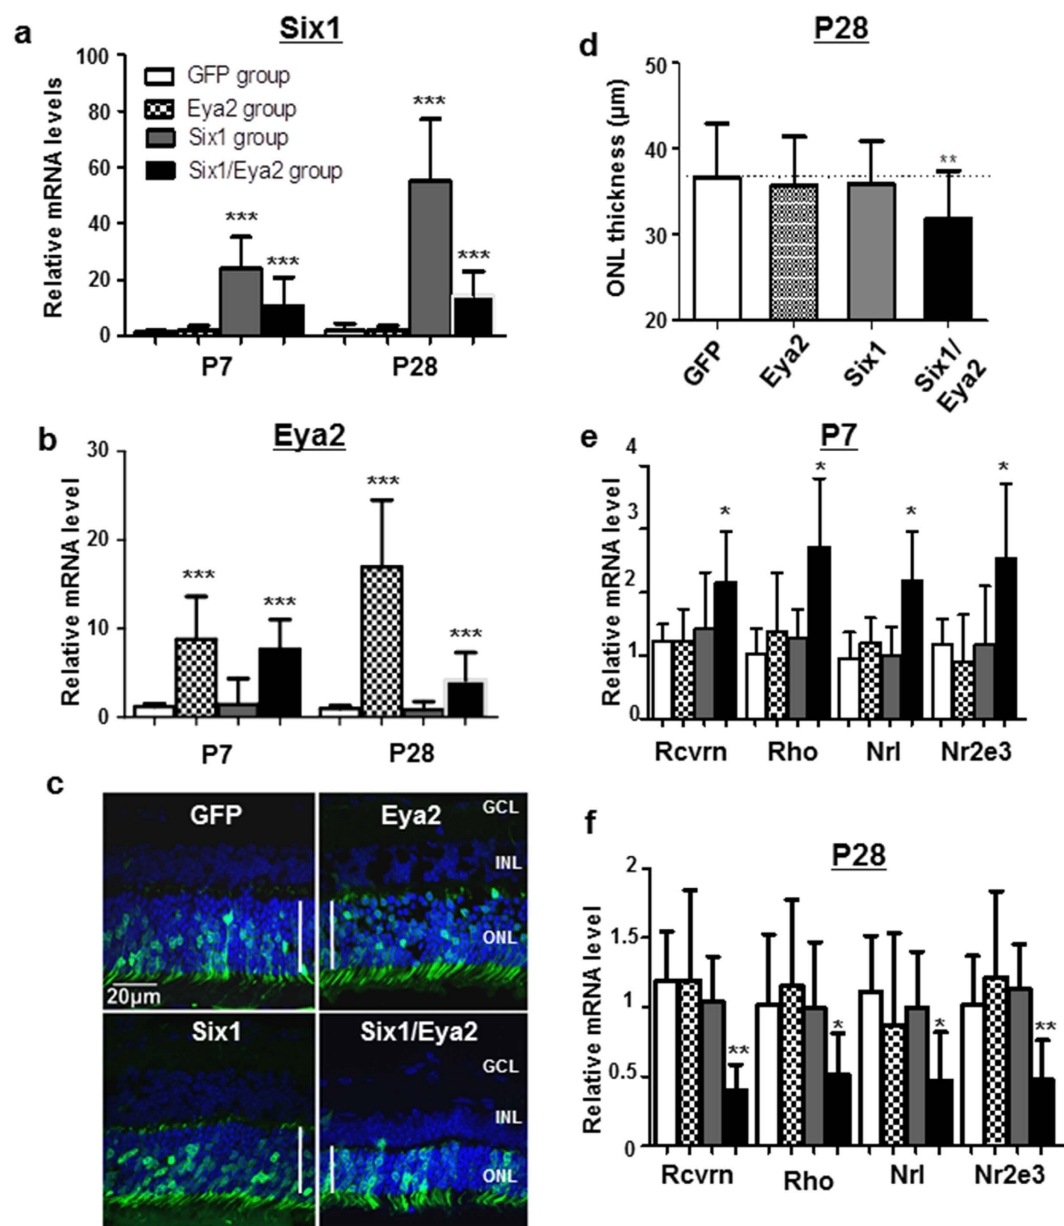 a
Six1
Relative mRNA levels
100
80
60
40
20
0
GFP group
Eya2 group
Six1 group
Six1/Eya2 group
***
***
***
***
P7
P28
b
Eya2
Relative mRNA level
30
20
10
0
***
***
***
***
P7
P28
c
GFP
Eya2
GCL
INL
ONL
20µm
Six1
Six1/Eya2
GCL
INL
ONL
d
P28
ONL thickness (µm)
50
40
30
20
**
GFP
Eya2
Six1
Six1/
Eya2
e
P7
Relative mRNA level
4
3
2
1
0
*
*
*
*
Rcvrn
Rho
Nrl
Nr2e3
f
P28
Relative mRNA level
2
1.5
1
0.5
0
**
*
*
**
Rcvrn
Rho
Nrl
Nr2e3